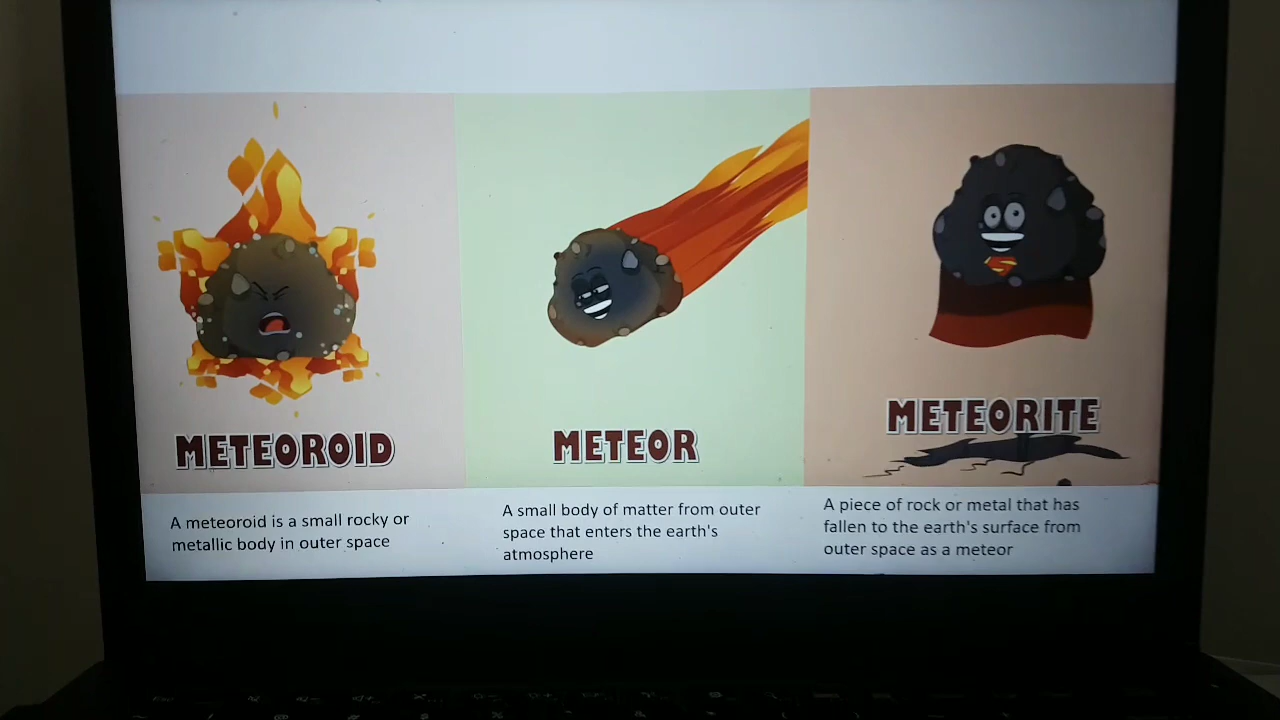 METEOROID
METEOR
METEORITE
A meteoroid is a small rocky or
metallic body in outer space
A small body of matter from outer
space that enters the earth's
atmosphere
A piece of rock or metal that has
fallen to the earth's surface from
outer space as a meteor